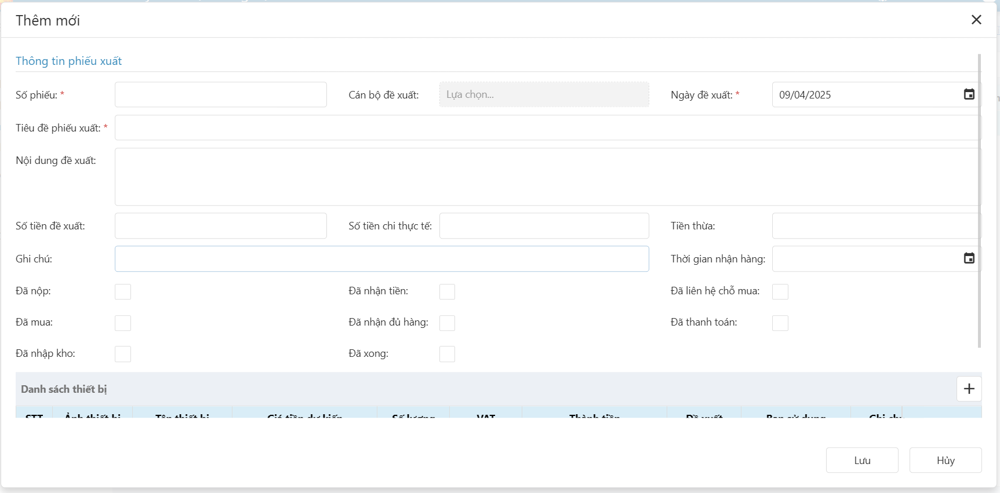 Thêm mới
Thông tin phiếu xuất
Số phiếu: * Cán bộ đề xuất: Lựa chọn... Ngày đề xuất: * 09/04/2025
Tiêu đề phiếu xuất: *
Nội dung đề xuất:
Số tiền đề xuất: Số tiền chi thực tế: Tiền thừa:
Ghi chú: Thời gian nhận hàng:
Đã nộp: Đã nhận tiền: Đã liên hệ chỗ mua:
Đã mua: Đã nhận đủ hàng: Đã thanh toán:
Đã nhập kho: Đã xong:
Danh sách thiết bị
STT Ảnh thiết bị Tên thiết bị Giá tiền dự kiến Số lượng VAT Thành tiền Đề xuất Ban sử dụng Ghi chú
Lưu Hủy